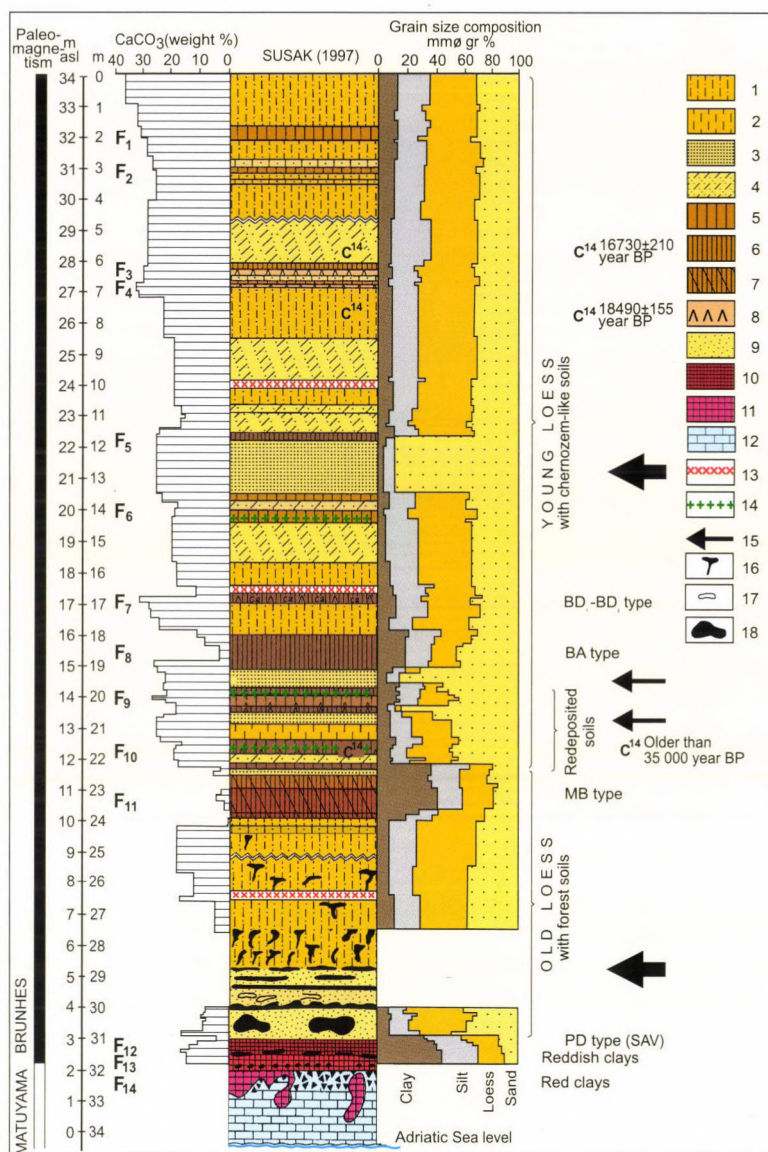 Paleo-
magne-
tism
m
asl
m
CaCO3(weight %)
40 30 20 0
SUSAK (1997)
Grain size composition
mmø gr %
0 20 40 60 80 100
34 0
33 1
32 2
31 3
30 4
29 5
28 6
27 7
26 8
25 9
24 10
23 11
22 12
21 13
20 14
19 15
18 16
17 17
16 18
15 19
14 20
13 21
12 22
11 23
10 24
9 25
8 26
7 27
6 28
5 29
4 30
3 31
2 32
1 33
0 34
F1
F2
F3
F4
F5
F6
F7
F8
F9
F10
F11
F12
F13
F14
C14
C14
C14
C14 16730±210
year BP
C14 18490±155
year BP
YOUNG LOESS
with chernozem-like soils
BA type
Redeposited
soils
C14 Older than
35 000 year BP
MB type
OLD LOESS
with forest soils
PD type (SAV)
Reddish clays
Red clays
Clay
Silt
Loess
Sand
Adriatic Sea level
MATUYAMA BRUNHES
1
2
3
4
5
6
7
8
9
10
11
12
13
14
15
16
17
18